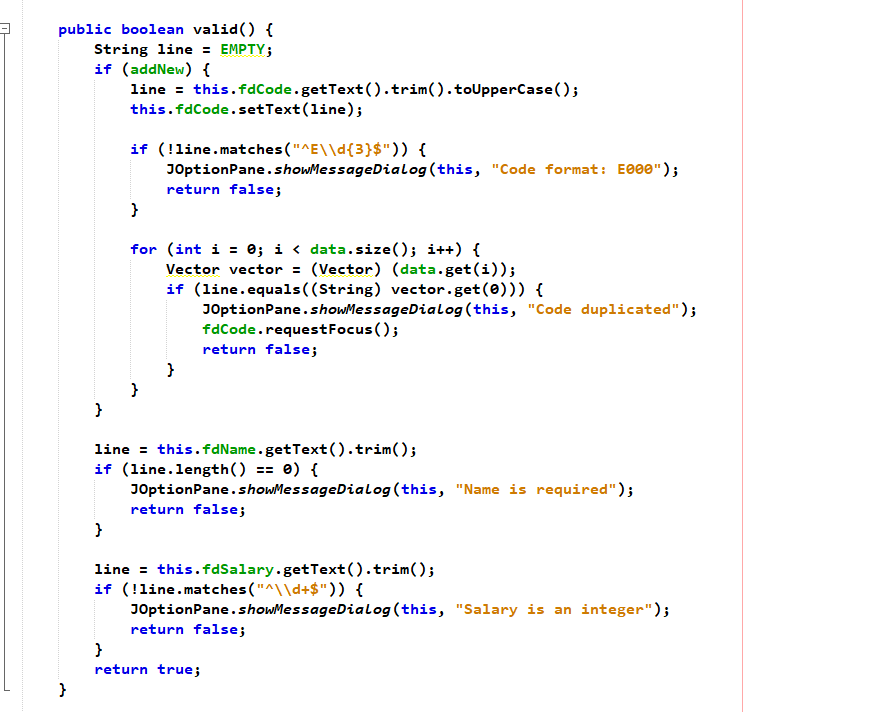 public boolean valid() {
String line = EMPTY;
if (addNew) {
line = this.fdCode.getText().trim().toUpperCase();
this.fdCode.setText(line);
if (!line.matches("^E\\d{3}$")) {
JOptionPane.showMessageDialog(this, "Code format: E000");
return false;
}
for (int i = 0; i < data.size(); i++) {
Vector vector = (Vector) (data.get(i));
if (line.equals((String) vector.get(0))) {
JOptionPane.showMessageDialog(this, "Code duplicated");
fdCode.requestFocus();
return false;
}
}
}
line = this.fdName.getText().trim();
if (line.length() == 0) {
JOptionPane.showMessageDialog(this, "Name is required");
return false;
}
line = this.fdSalary.getText().trim();
if (!line.matches("^\\d+$")) {
JOptionPane.showMessageDialog(this, "Salary is an integer");
return false;
}
return true;
}